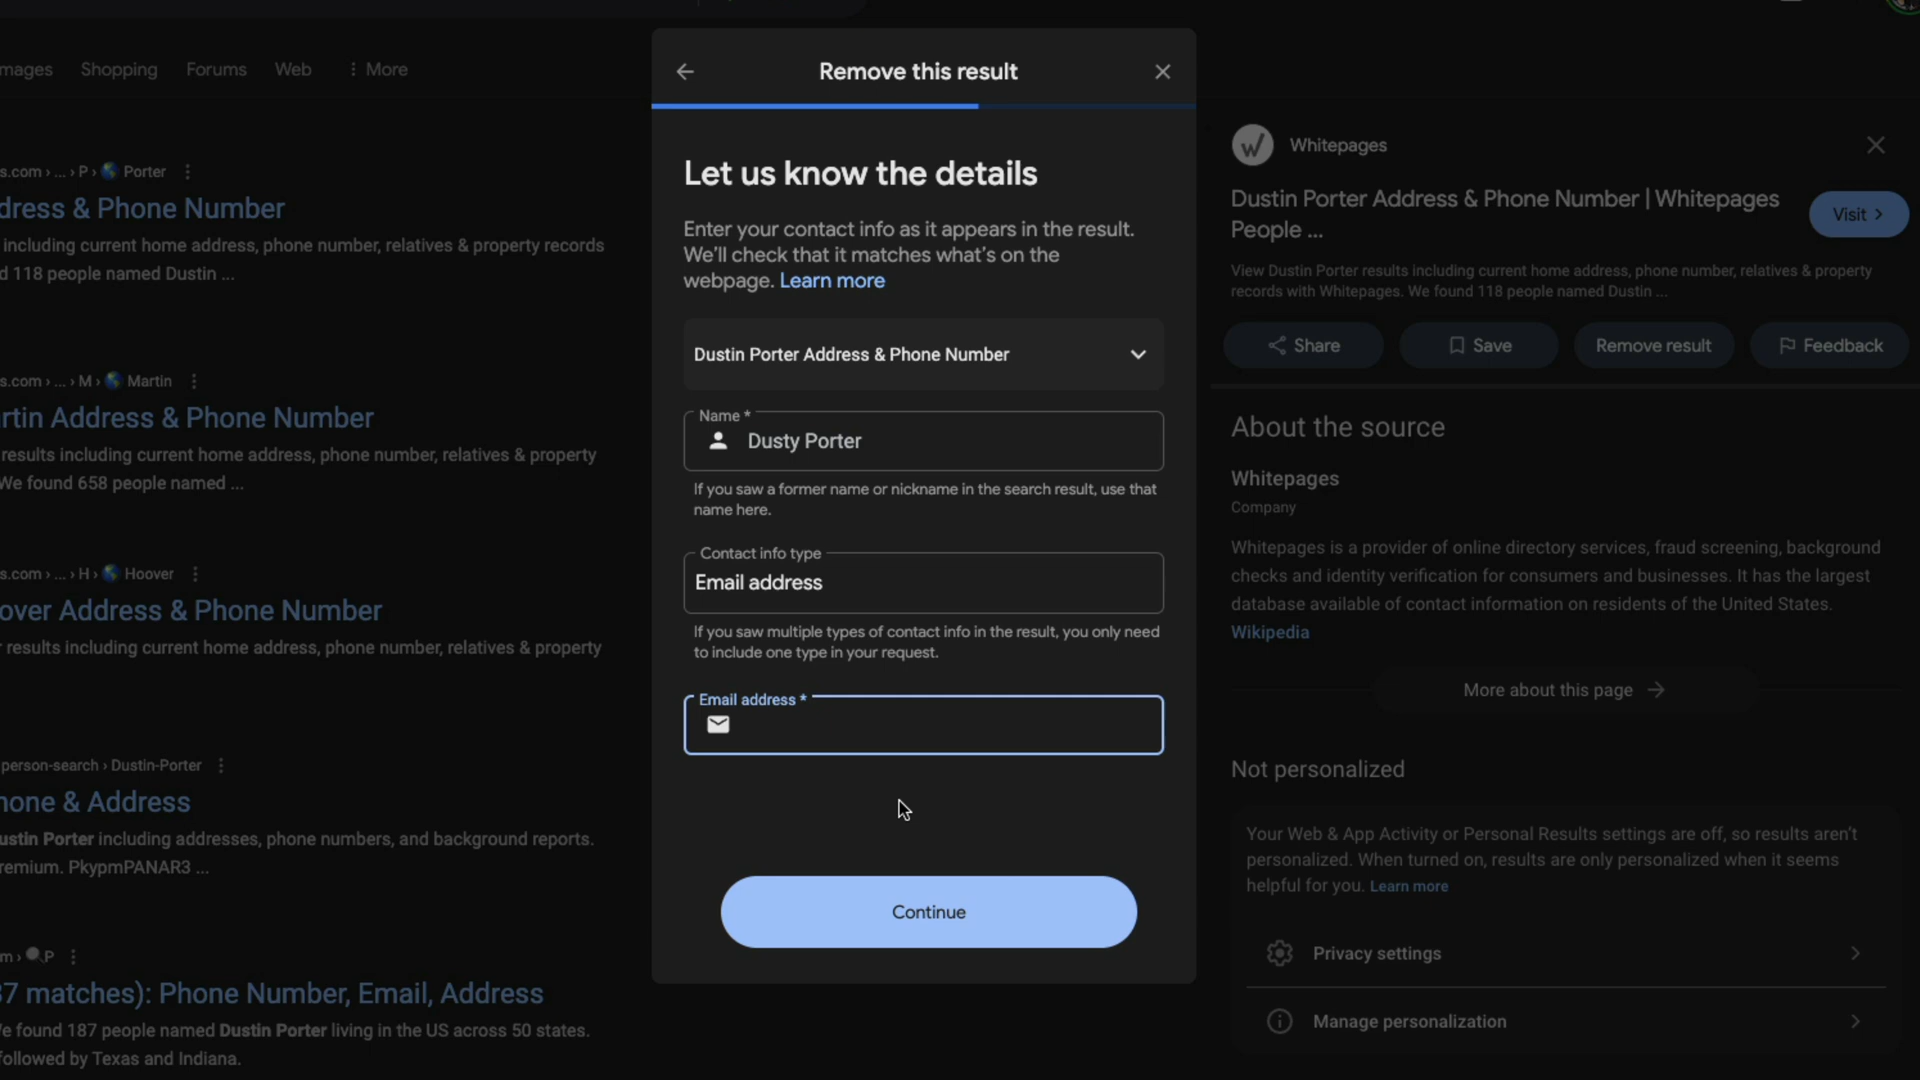 mages Shopping Forums Web More
s.com › ... › P › Porter
dress & Phone Number
including current home address, phone number, relatives & property records
d 118 people named Dustin ...
s.com › ... › M › Martin
rtin Address & Phone Number
results including current home address, phone number, relatives & property
We found 658 people named ...
s.com › ... › H › Hoover
over Address & Phone Number
r results including current home address, phone number, relatives & property
person-search › Dustin-Porter
hone & Address
ustin Porter including addresses, phone numbers, and background reports.
remium. PkypmPANAR3 ...
m › P
37 matches): Phone Number, Email, Address
e found 187 people named Dustin Porter living in the US across 50 states.
followed by Texas and Indiana.
Remove this result
Let us know the details
Enter your contact info as it appears in the result.
We'll check that it matches what's on the
webpage. Learn more
Dustin Porter Address & Phone Number
Name *
Dusty Porter
If you saw a former name or nickname in the search result, use that
name here.
Contact info type
Email address
If you saw multiple types of contact info in the result, you only need
to include one type in your request.
Email address *
Continue
Whitepages
Dustin Porter Address & Phone Number | Whitepages
People ...
Visit
View Dustin Porter results including current home address, phone number, relatives & property
records with Whitepages. We found 118 people named Dustin ...
Share Save Remove result Feedback
About the source
Whitepages
Company
Whitepages is a provider of online directory services, fraud screening, background
checks and identity verification for consumers and businesses. It has the largest
database available of contact information on residents of the United States.
Wikipedia
More about this page
Not personalized
Your Web & App Activity or Personal Results settings are off, so results aren't
personalized. When turned on, results are only personalized when it seems
helpful for you. Learn more
Privacy settings
Manage personalization